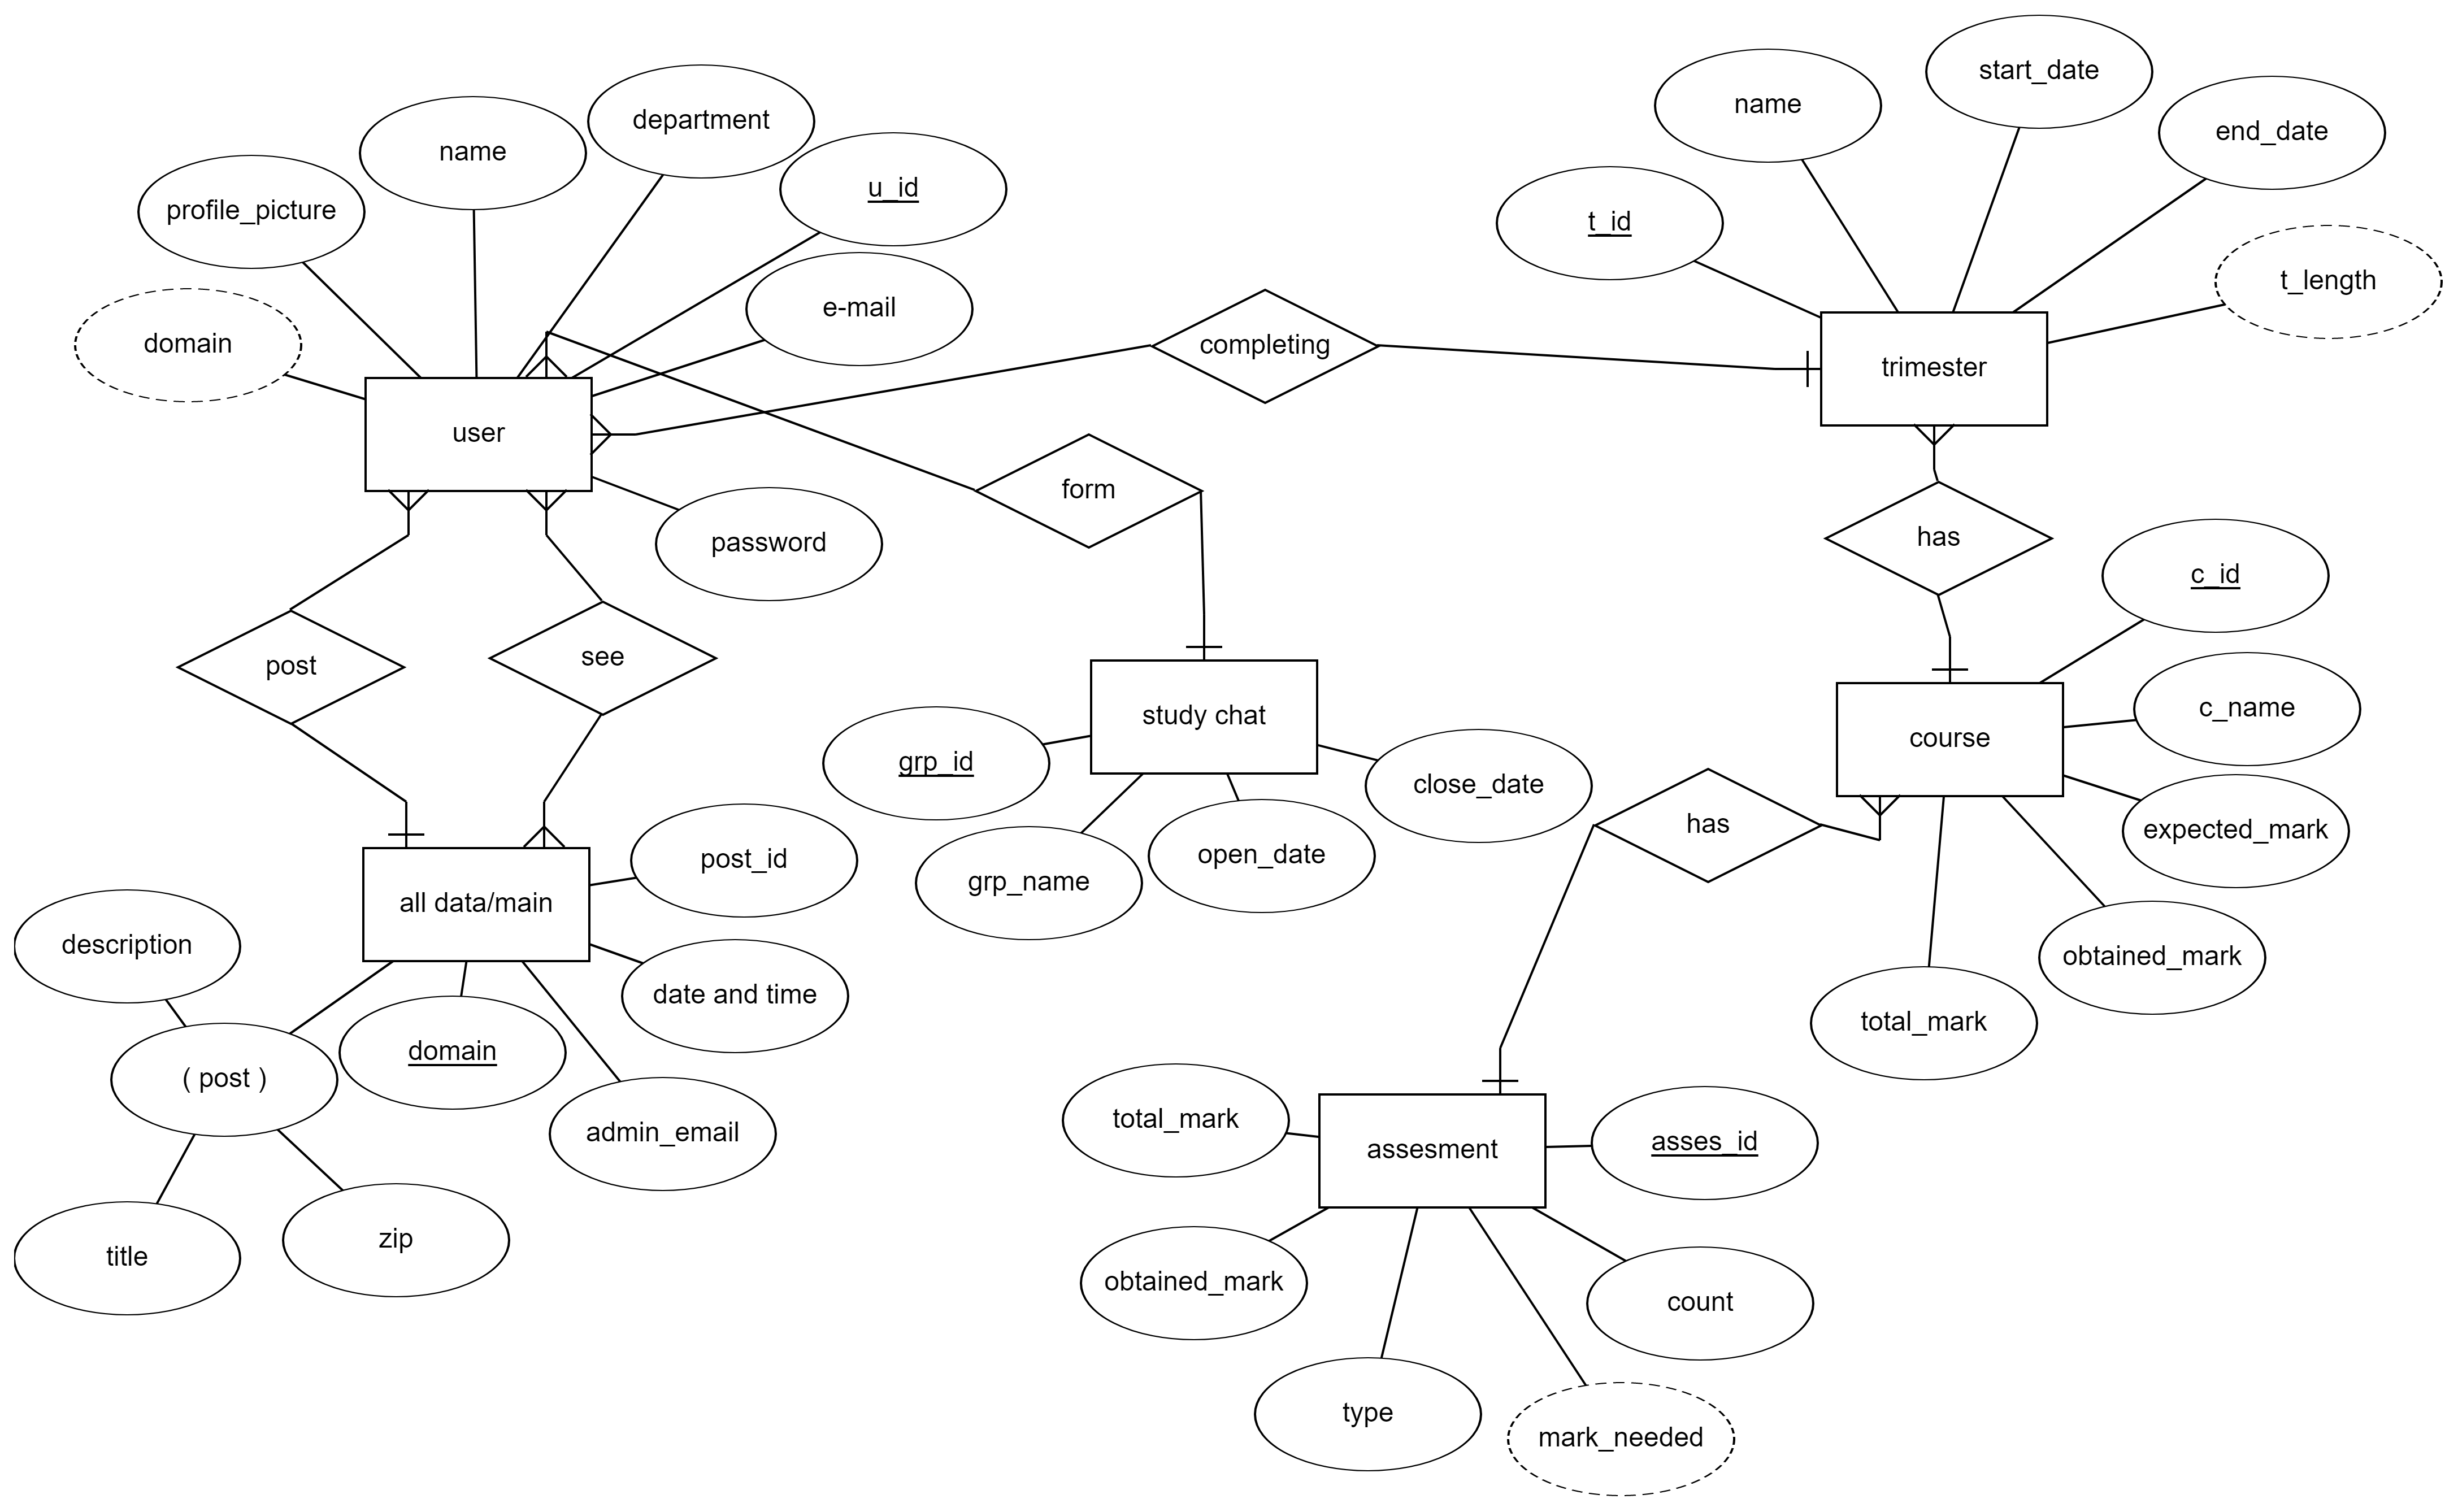 start_date
name
department
end_date
name
u_id
profile_picture
t_id
t_length
e-mail
domain
completing
trimester
user
form
has
password
c_id
see
post
c_name
study chat
course
grp_id
close_date
has
expected_mark
open_date
post_id
grp_name
all data/main
description
obtained_mark
date and time
total_mark
domain
( post )
total_mark
admin_email
asses_id
assesment
zip
title
obtained_mark
count
type
mark_needed